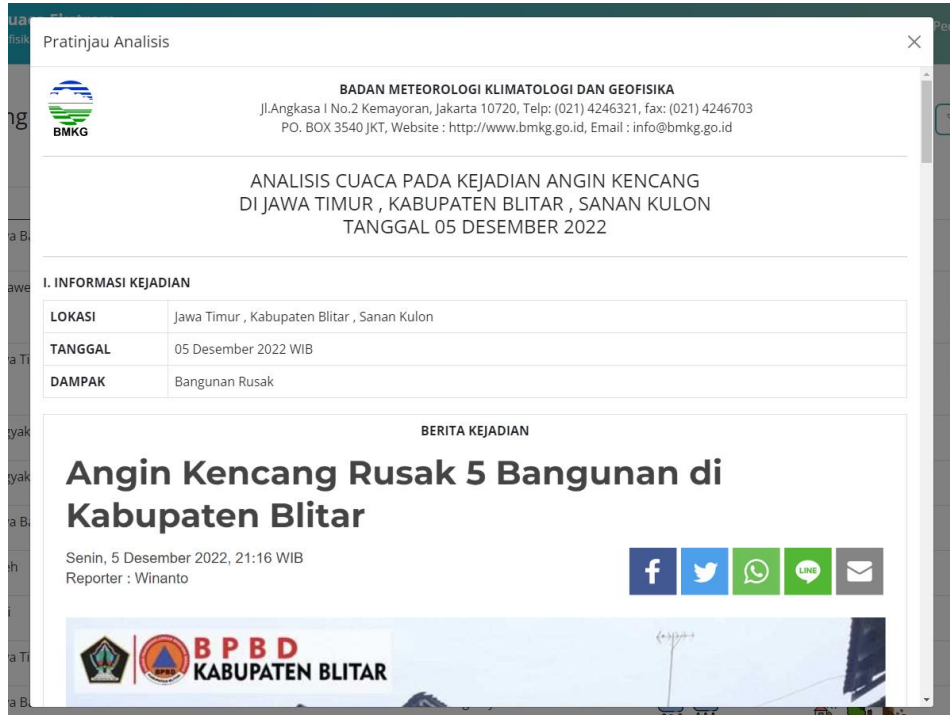 Pratinjau Analisis
BMKG
BADAN METEOROLOGI KLIMATOLOGI DAN GEOFISIKA
Jl.Angkasa I No.2 Kemayoran, Jakarta 10720, Telp: (021) 4246321, fax: (021) 4246703
PO. BOX 3540 JKT, Website : http://www.bmkg.go.id, Email : info@bmkg.go.id
ANALISIS CUACA PADA KEJADIAN ANGIN KENCANG
DI JAWA TIMUR , KABUPATEN BLITAR , SANAN KULON
TANGGAL 05 DESEMBER 2022
I. INFORMASI KEJADIAN
LOKASI Jawa Timur , Kabupaten Blitar , Sanan Kulon
TANGGAL 05 Desember 2022 WIB
DAMPAK Bangunan Rusak
BERITA KEJADIAN
Angin Kencang Rusak 5 Bangunan di
Kabupaten Blitar
Senin, 5 Desember 2022, 21:16 WIB
Reporter : Winanto
LINE
BPBD
BPBD
KABUPATEN BLITAR